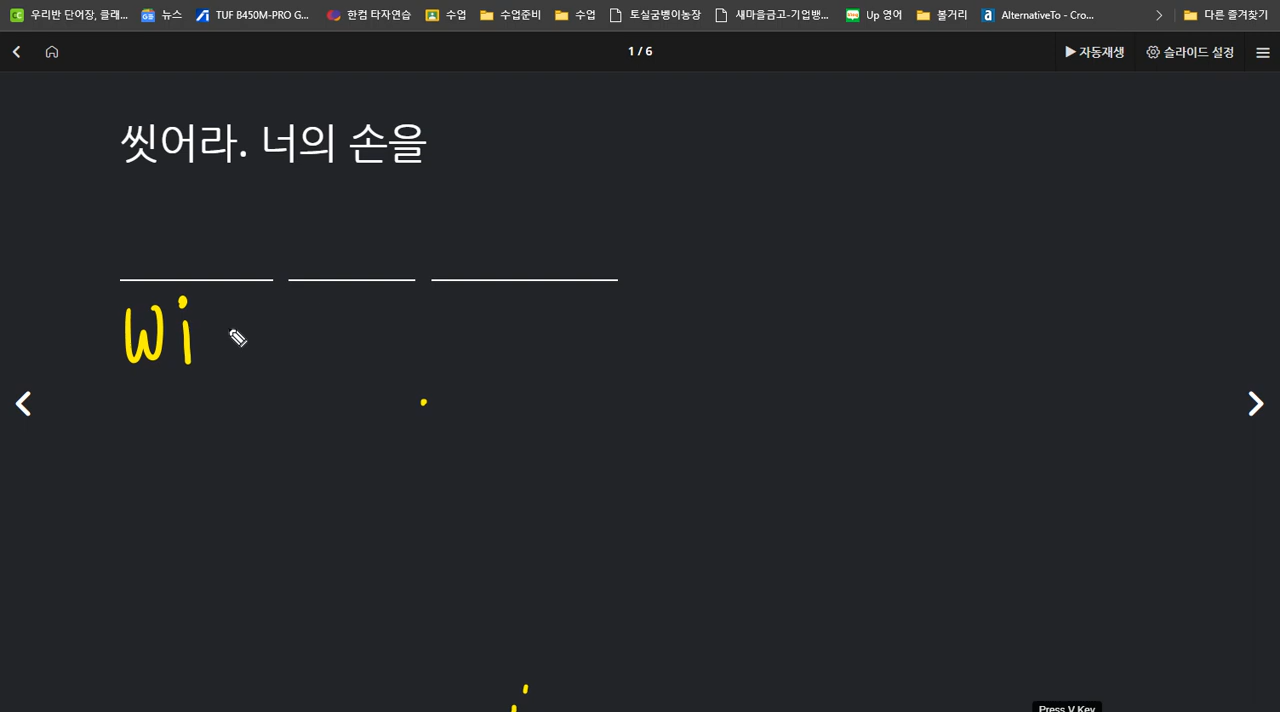 우리반 단어장, 클래... 뉴스 TUF B450M-PRO G... 한컴 타자연습 수업 수업준비 수업 토실굼벵이농장 새마을금고-기업뱅... Up 영어 볼거리 AlternativeTo - Cro... 다른 즐겨찾기
1 / 6 자동재생 슬라이드 설정
씻어라. 너의 손을
Wi
Press V Key